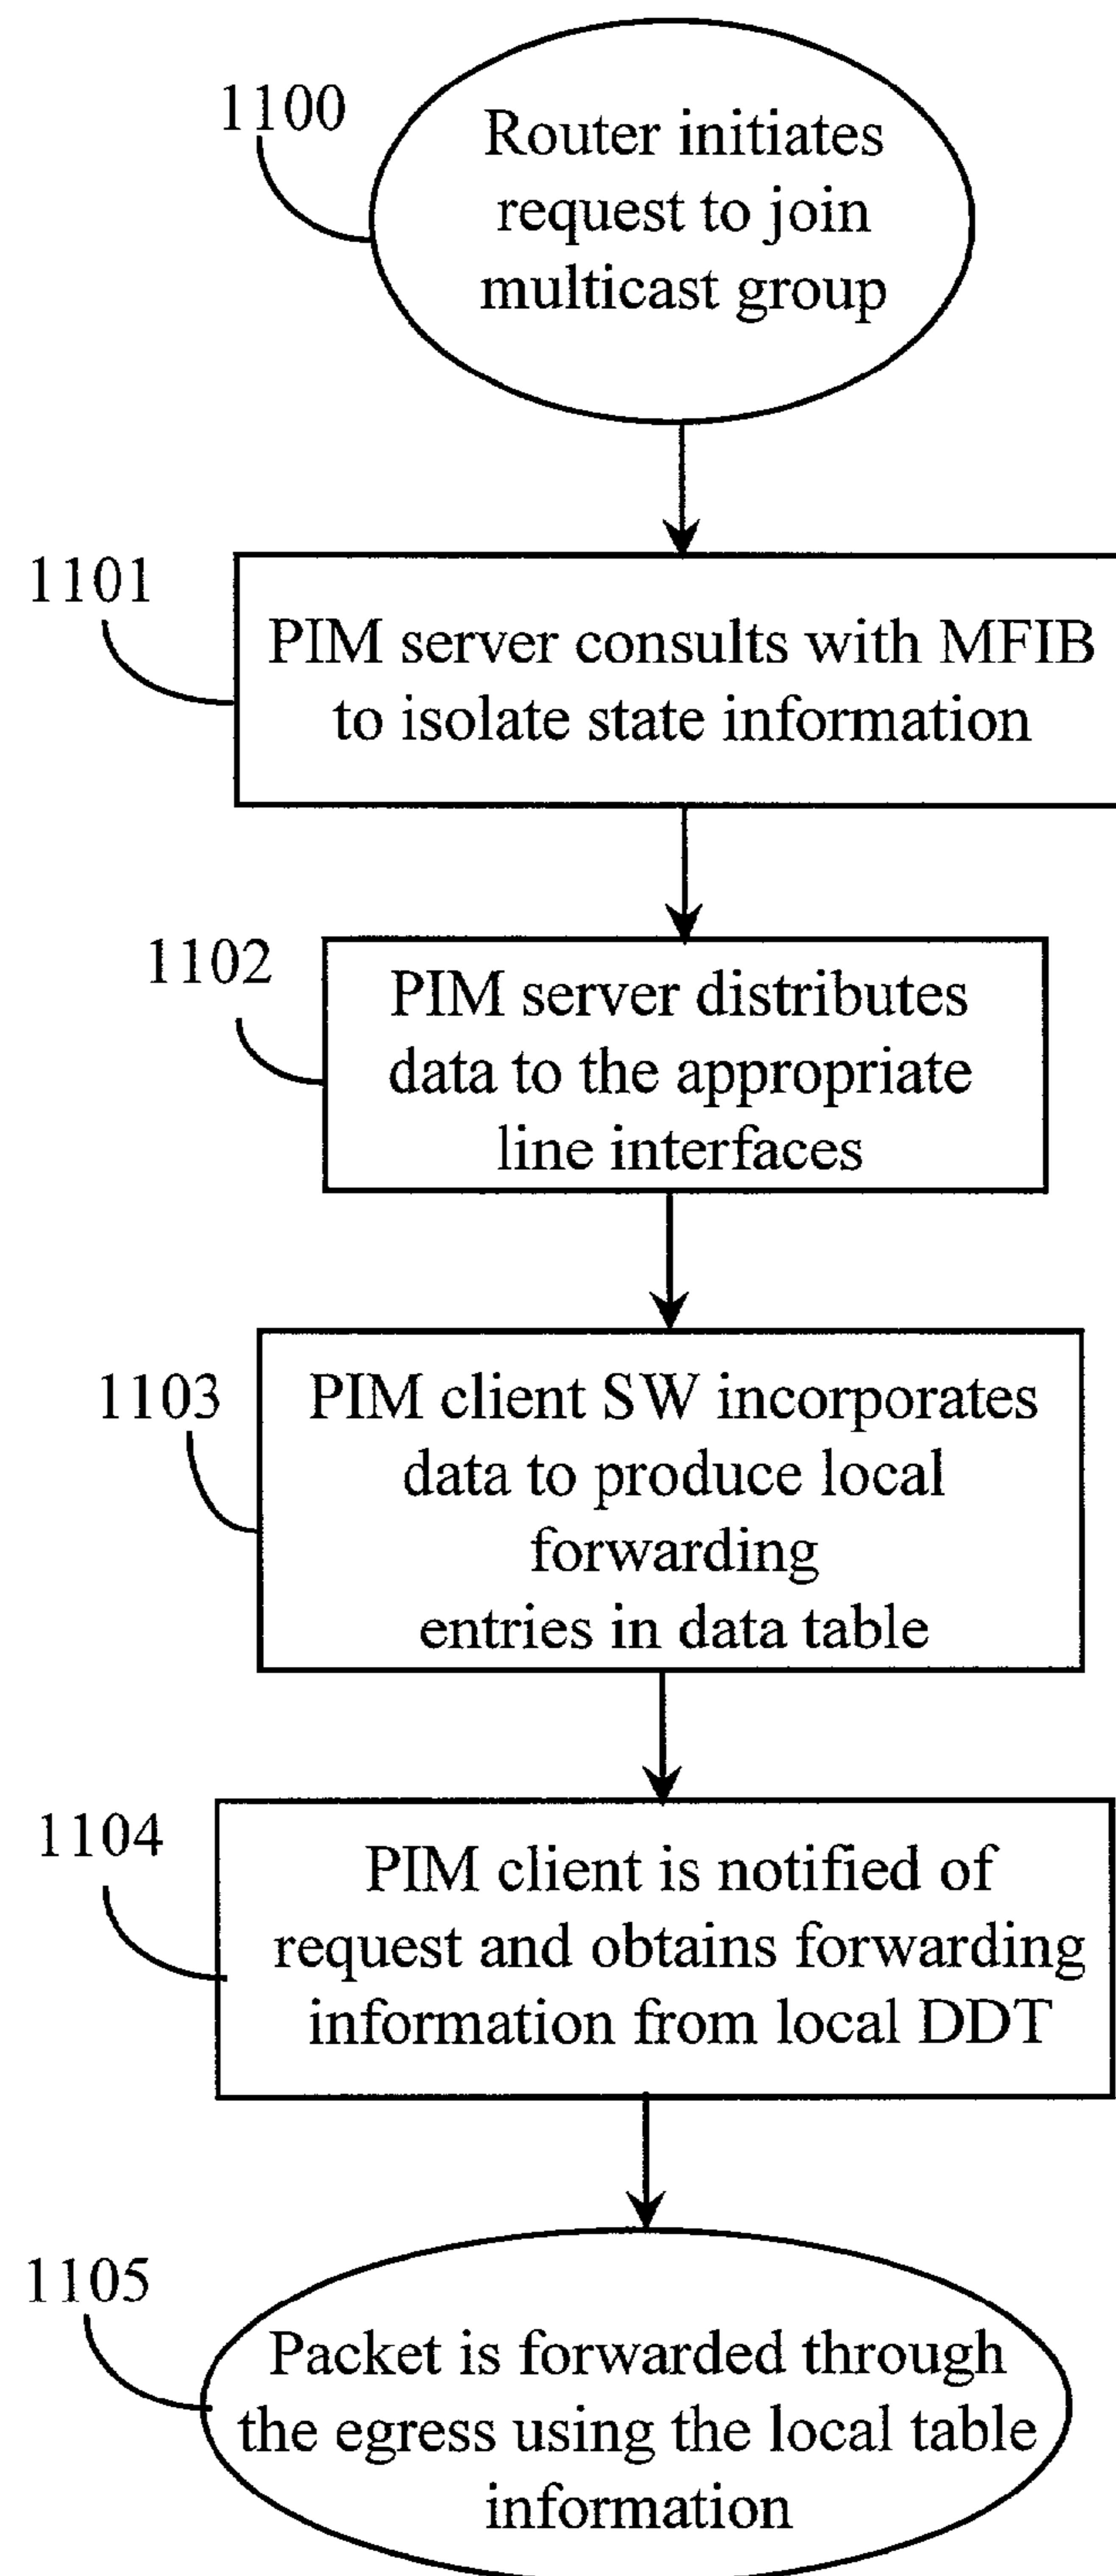 1100
Router initiates
request to join
multicast group
1101
PIM server consults with MFIB
to isolate state information
1102
PIM server distributes
data to the appropriate
line interfaces
1103
PIM client SW incorporates
data to produce local
forwarding
entries in data table
1104
PIM client is notified of
request and obtains forwarding
information from local DDT
1105
Packet is forwarded through
the egress using the local table
information